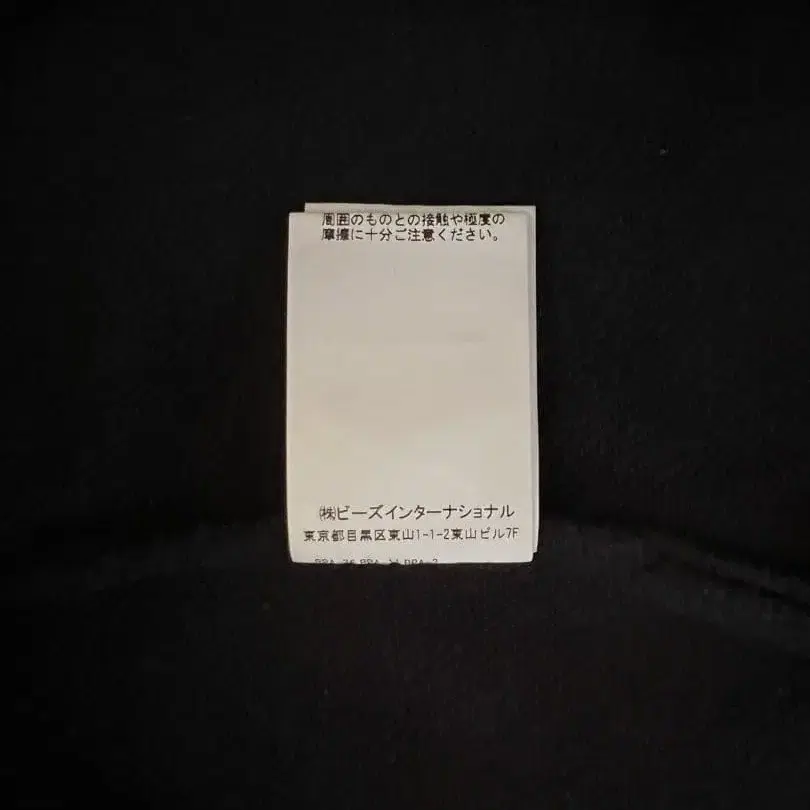 周囲のものとの接触や極度の
摩擦に十分ご注意ください。
㈱ビーズインターナショナル
東京都目黒区東山1-1-2東山ビル7F